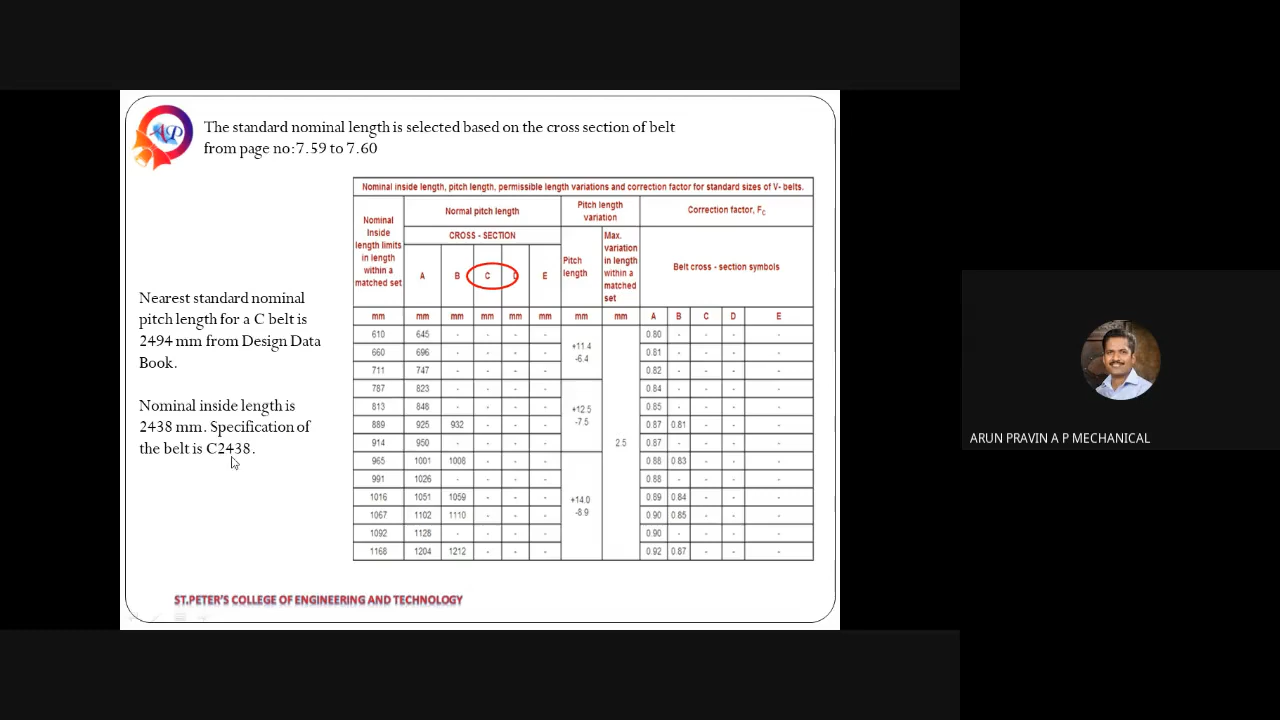 The standard nominal length is selected based on the cross section of belt
from page no:7.59 to 7.60
Nearest standard nominal
pitch length for a C belt is
2494 mm from Design Data
Book.
Nominal inside length is
2438 mm. Specification of
the belt is C2438.
Nominal inside length, pitch length, permissible length variations and correction factor for standard sizes of V- belts.
Nominal Inside length limits in length within a matched set
Normal pitch length
Pitch length variation
Correction factor, FC
CROSS - SECTION
A B C D E
Pitch length
Max. variation in length within a matched set
Belt cross - section symbols
mm mm mm mm mm mm mm mm A B C D E
610 645 - - - - 0.80 - - - -
660 696 - - - - 0.81 - - - -
+11.4
-6.4
711 747 - - - - 0.82 - - - -
787 823 - - - - 0.84 - - - -
813 848 - - - - 0.85 - - - -
+12.5
-7.5
889 925 932 - - - 0.87 0.81 - - -
914 950 - - - - 2.5 0.87 - - - -
965 1001 1008 - - - 0.88 0.83 - - -
991 1026 - - - - 0.88 - - - -
1016 1051 1059 - - - 0.89 0.84 - - -
+14.0
-8.9
1067 1102 1110 - - - 0.90 0.85 - - -
1092 1128 - - - - 0.90 - - - -
1168 1204 1212 - - - 0.92 0.87 - - -
ST.PETER'S COLLEGE OF ENGINEERING AND TECHNOLOGY
ARUN PRAVIN A P MECHANICAL